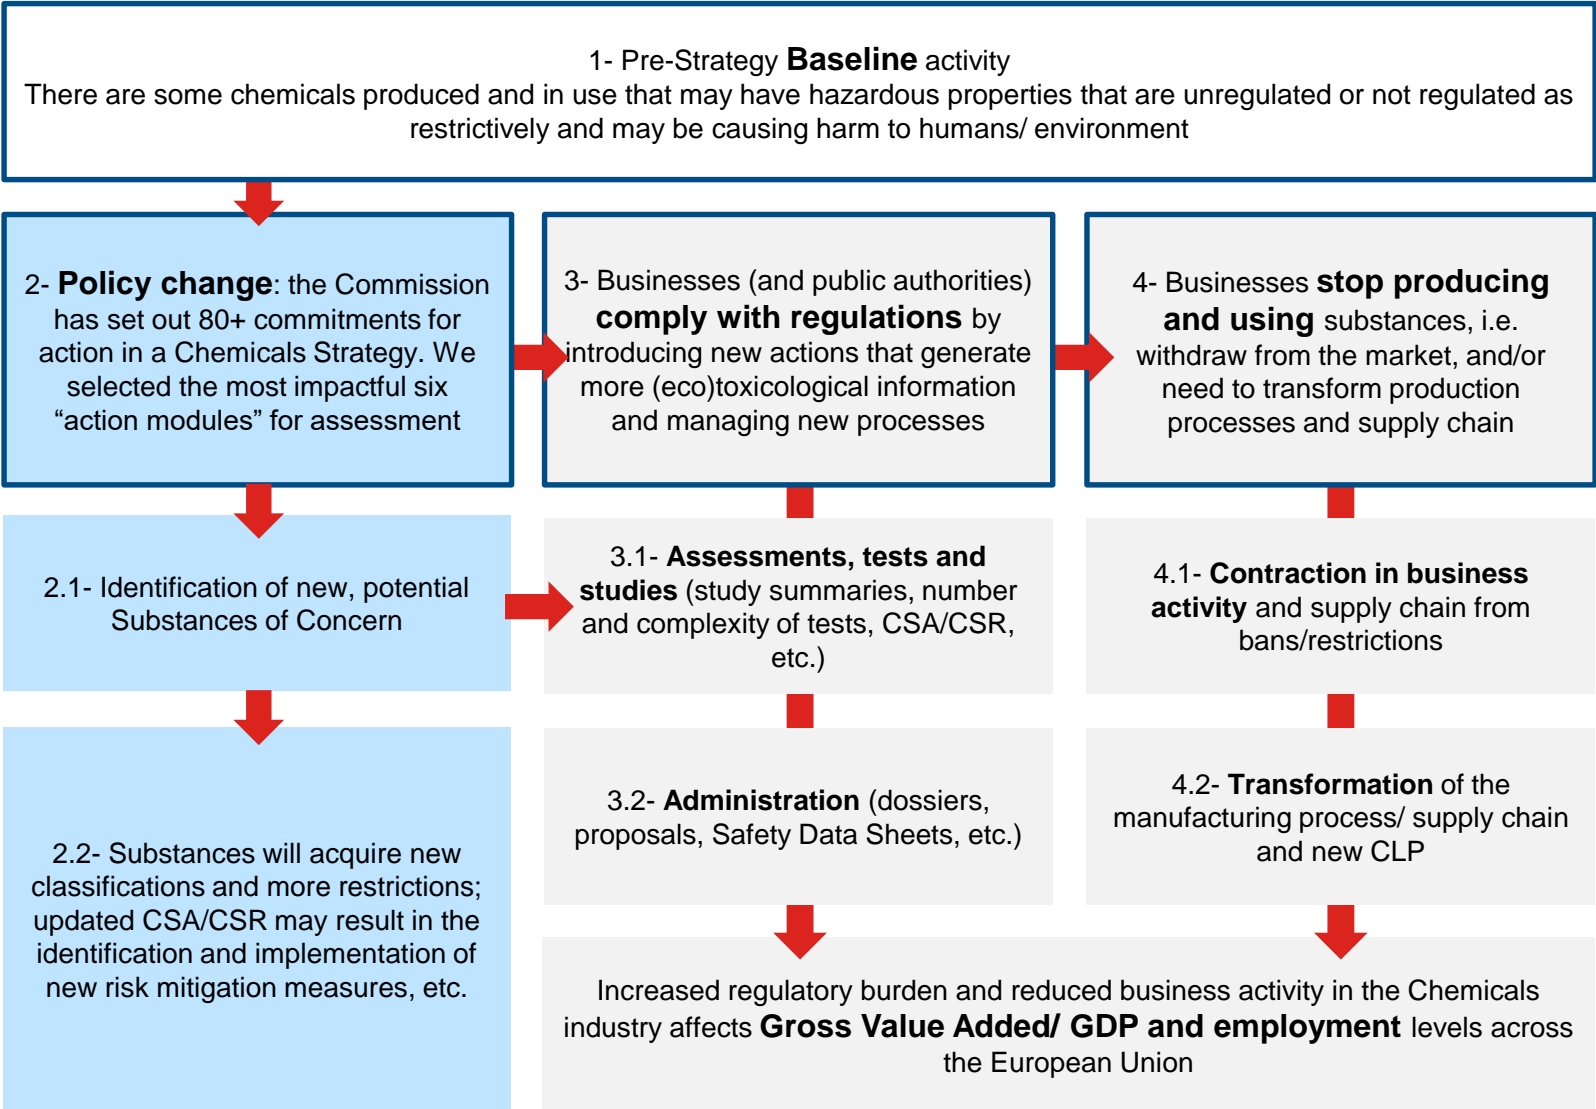 1- Pre-Strategy Baseline activity
There are some chemicals produced and in use that may have hazardous properties that are unregulated or not regulated as
restrictively and may be causing harm to humans/ environment
2- Policy change: the Commission
has set out 80+ commitments for
action in a Chemicals Strategy. We
selected the most impactful six
“action modules” for assessment
3- Businesses (and public authorities)
comply with regulations by
introducing new actions that generate
more (eco)toxicological information
and managing new processes
4- Businesses stop producing
and using substances, i.e.
withdraw from the market, and/or
need to transform production
processes and supply chain
2.1- Identification of new, potential
Substances of Concern
3.1- Assessments, tests and
studies (study summaries, number
and complexity of tests, CSA/CSR,
etc.)
4.1- Contraction in business
activity and supply chain from
bans/restrictions
2.2- Substances will acquire new
classifications and more restrictions;
updated CSA/CSR may result in the
identification and implementation of
new risk mitigation measures, etc.
3.2- Administration (dossiers,
proposals, Safety Data Sheets, etc.)
4.2- Transformation of the
manufacturing process/ supply chain
and new CLP
Increased regulatory burden and reduced business activity in the Chemicals
industry affects Gross Value Added/ GDP and employment levels across
the European Union